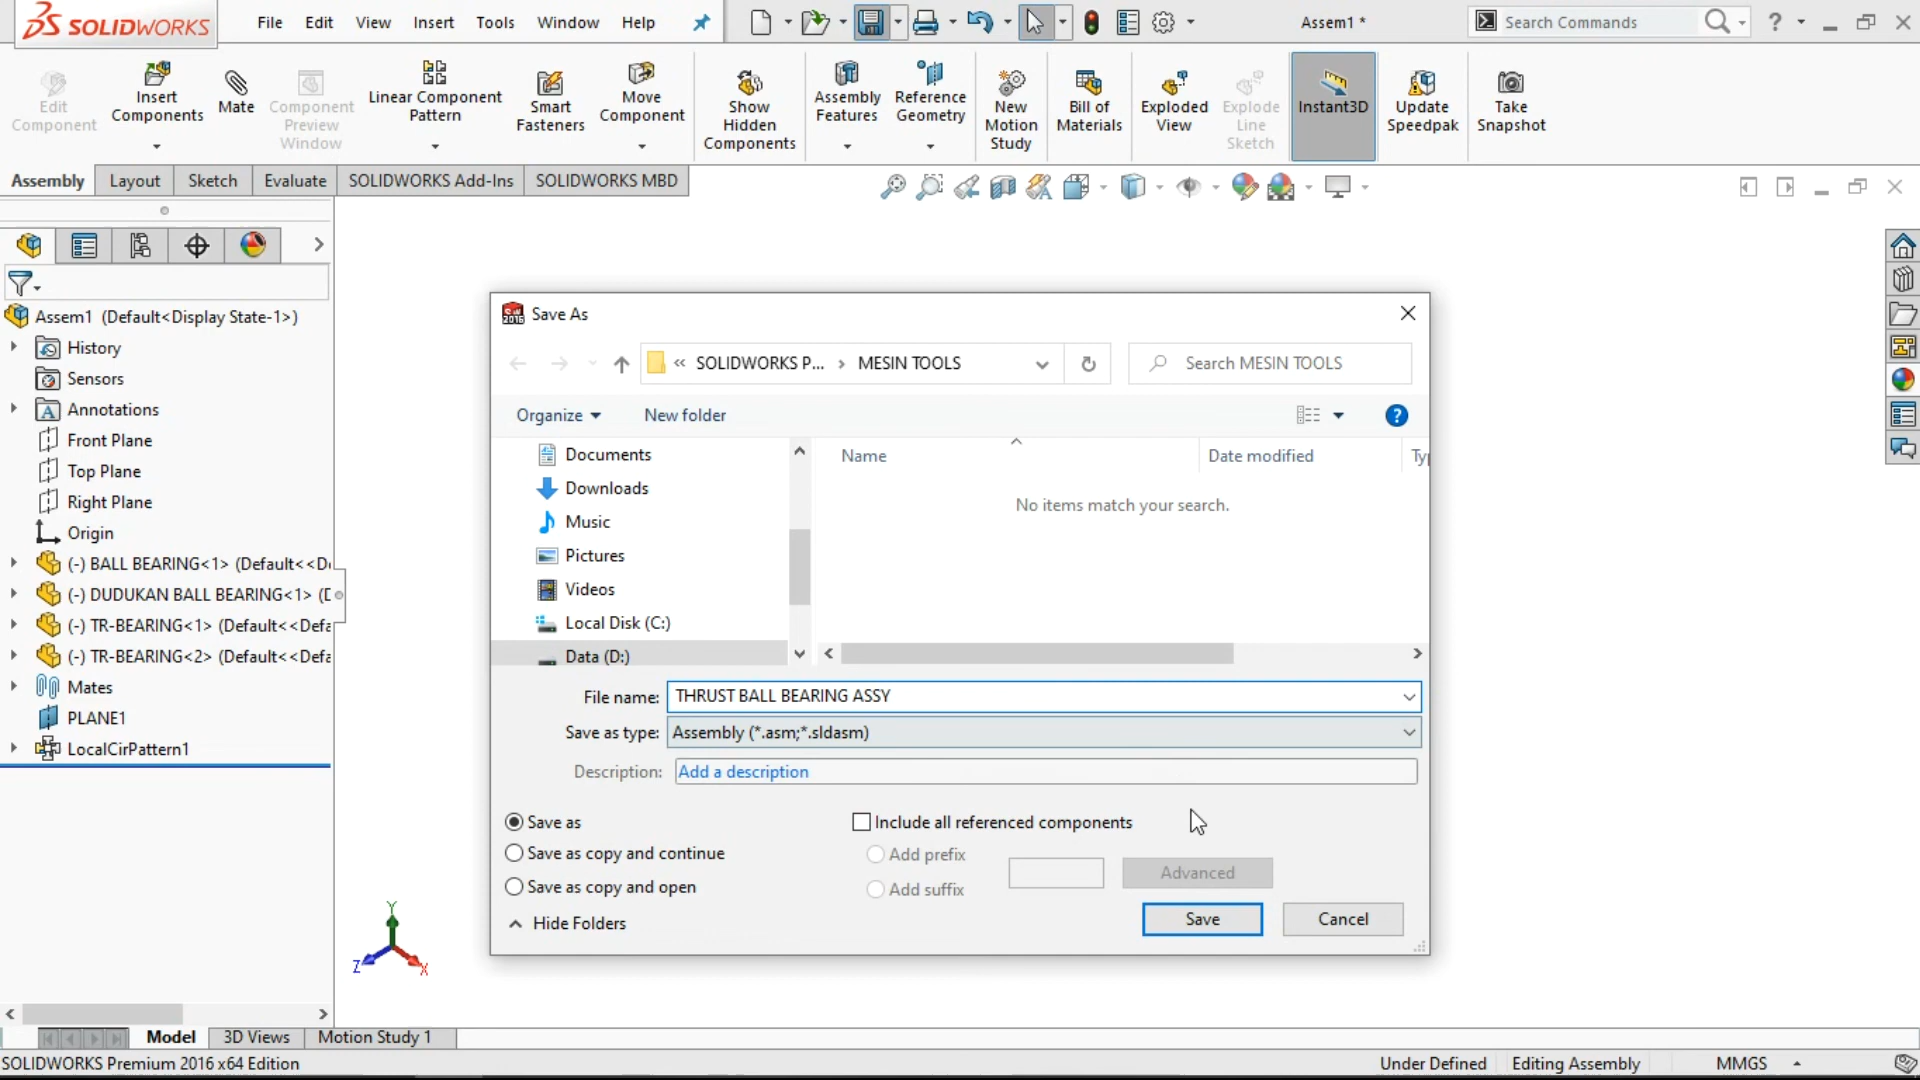 SOLIDWORKS
File Edit View Insert Tools Window Help
Assem1 *
Search Commands
Edit Component
Insert Components
Mate
Component Preview Window
Linear Component Pattern
Smart Fasteners
Move Component
Show Hidden Components
Assembly Features
Reference Geometry
New Motion Study
Bill of Materials
Exploded View
Explode Line Sketch
Instant3D
Update Speedpak
Take Snapshot
Assembly Layout Sketch Evaluate SOLIDWORKS Add-Ins SOLIDWORKS MBD
Assem1 (Default<Display State-1>)
History
Sensors
Annotations
Front Plane
Top Plane
Right Plane
Origin
(-) BALL BEARING<1> (Default<<D
(-) DUDUKAN BALL BEARING<1> (D
(-) TR-BEARING<1> (Default<<Defa
(-) TR-BEARING<2> (Default<<Defa
Mates
PLANE1
LocalCirPattern1
Save As
« SOLIDWORKS P... › MESIN TOOLS
Search MESIN TOOLS
Organize
New folder
Documents
Downloads
Music
Pictures
Videos
Local Disk (C:)
Data (D:)
Name Date modified Ty
No items match your search.
File name: THRUST BALL BEARING ASSY
Save as type: Assembly (*.asm;*.sldasm)
Description: Add a description
Save as
Save as copy and continue
Save as copy and open
Include all referenced components
Add prefix
Add suffix
Advanced
Hide Folders
Save
Cancel
Y
Z
X
Model 3D Views Motion Study 1
SOLIDWORKS Premium 2016 x64 Edition
Under Defined Editing Assembly MMGS